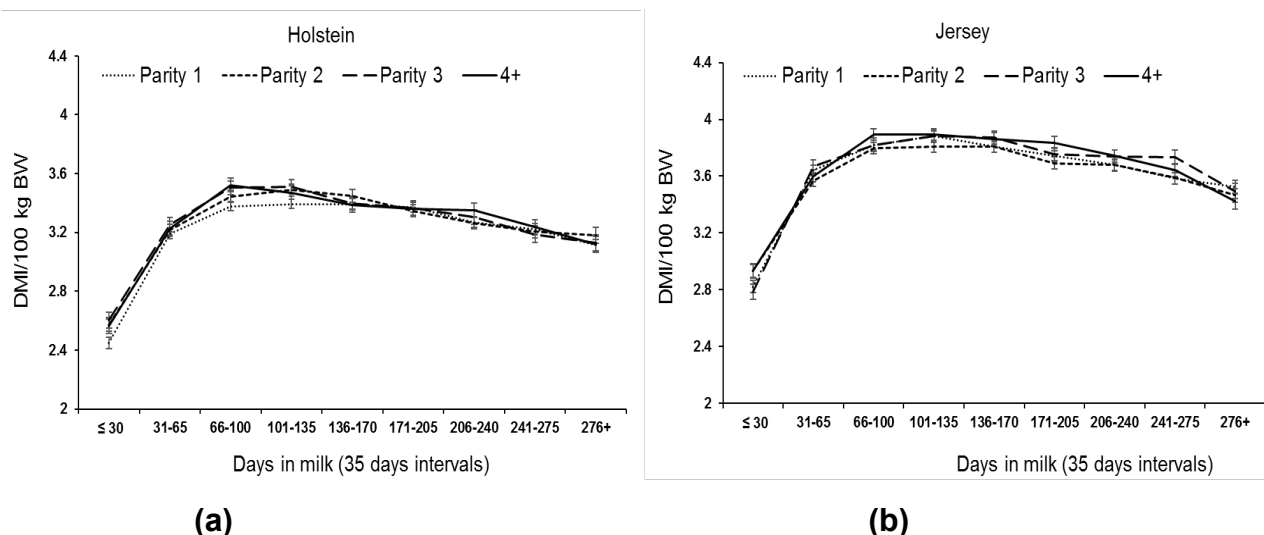 Holstein
4.4
Parity 1 Parity 2 Parity 3 4+
4
3.6
3.2
2.8
2.4
2
DMI/100 kg BW
≤ 30 31-65 66-100 101-135 136-170 171-205 206-240 241-275 276+
Days in milk (35 days intervals)
(a)
Jersey
4.4
Parity 1 Parity 2 Parity 3 4+
4
3.6
3.2
2.8
2.4
2
DMI/100 kg BW
≤ 30 31-65 66-100 101-135 136-170 171-205 206-240 241-275 276+
Days in milk (35 days intervals)
(b)